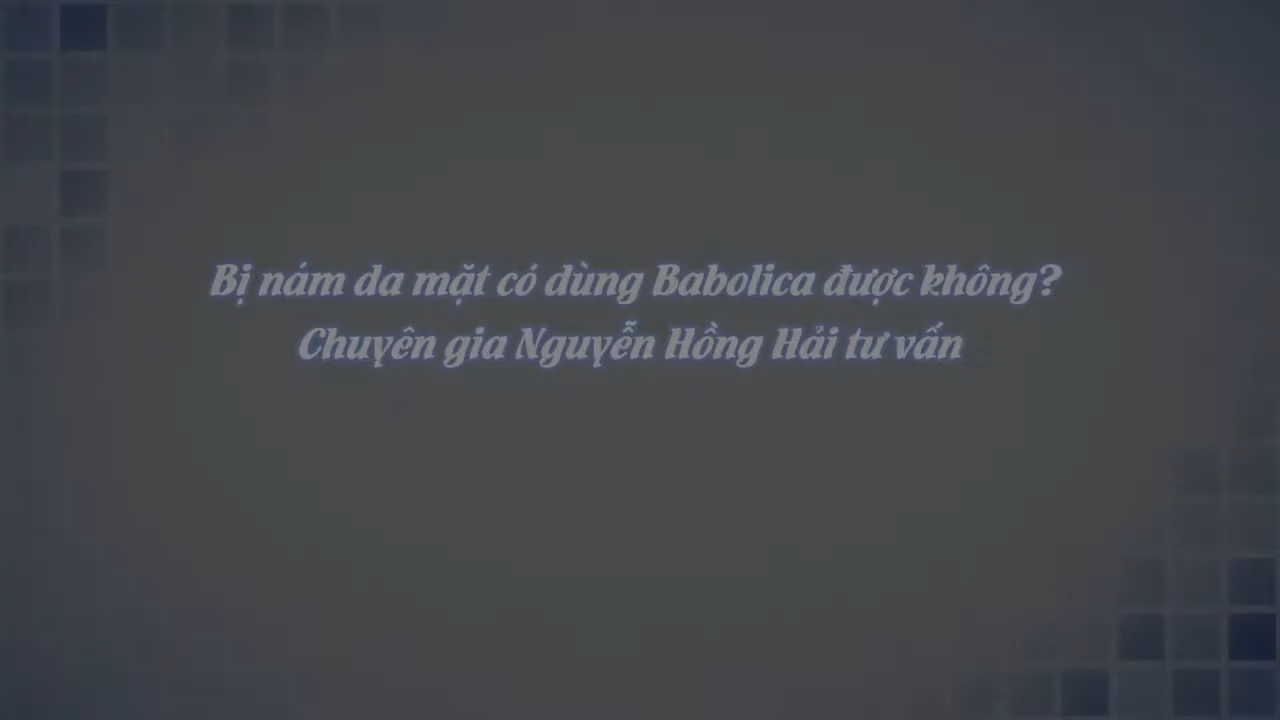 Bị nám da mặt có dùng Babolica được không?
Chuyên gia Nguyễn Hồng Hải tư vấn